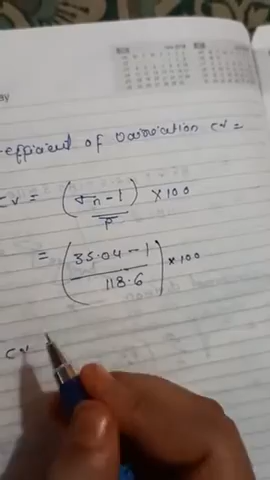 ay
-efficient of variation Cv =
Cv = (σn - 1 / P̄) × 100
= (35.04 - 1 / 118.6) × 100
Cv